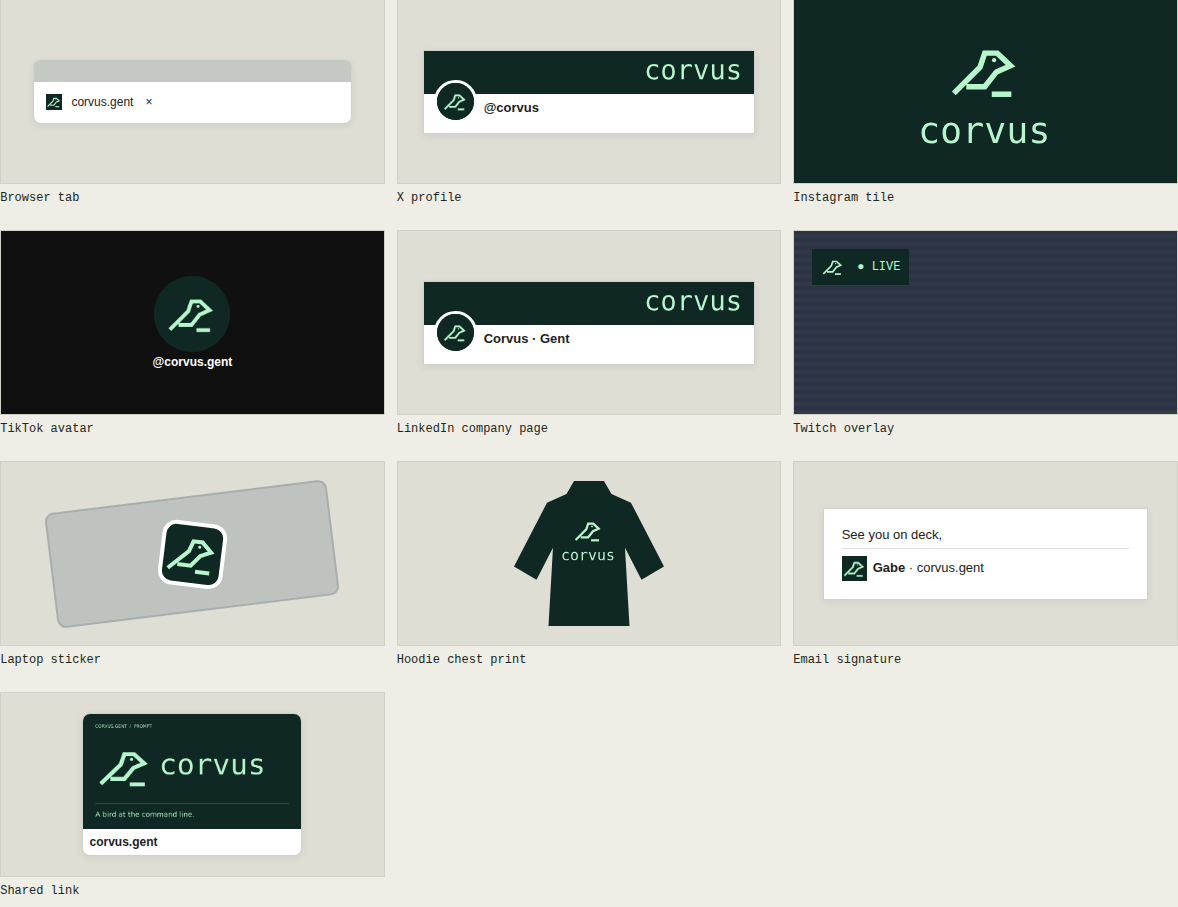 corvus.gent ×
corvus
@corvus
corvus
Browser tab
X profile
Instagram tile
@corvus.gent
corvus
Corvus · Gent
● LIVE
TikTok avatar
LinkedIn company page
Twitch overlay
corvus
See you on deck,
Gabe · corvus.gent
Laptop sticker
Hoodie chest print
Email signature
CORVUS.GENT / PROMPT
corvus
A bird at the command line.
corvus.gent
Shared link